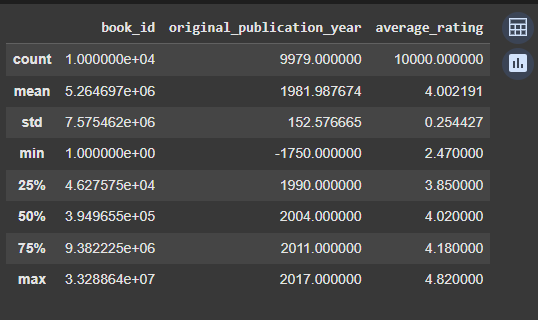 book_id original_publication_year average_rating
count 1.000000e+04 9979.000000 10000.000000
mean 5.264697e+06 1981.987674 4.002191
std 7.575462e+06 152.576665 0.254427
min 1.000000e+00 -1750.000000 2.470000
25% 4.627575e+04 1990.000000 3.850000
50% 3.949655e+05 2004.000000 4.020000
75% 9.382225e+06 2011.000000 4.180000
max 3.328864e+07 2017.000000 4.820000